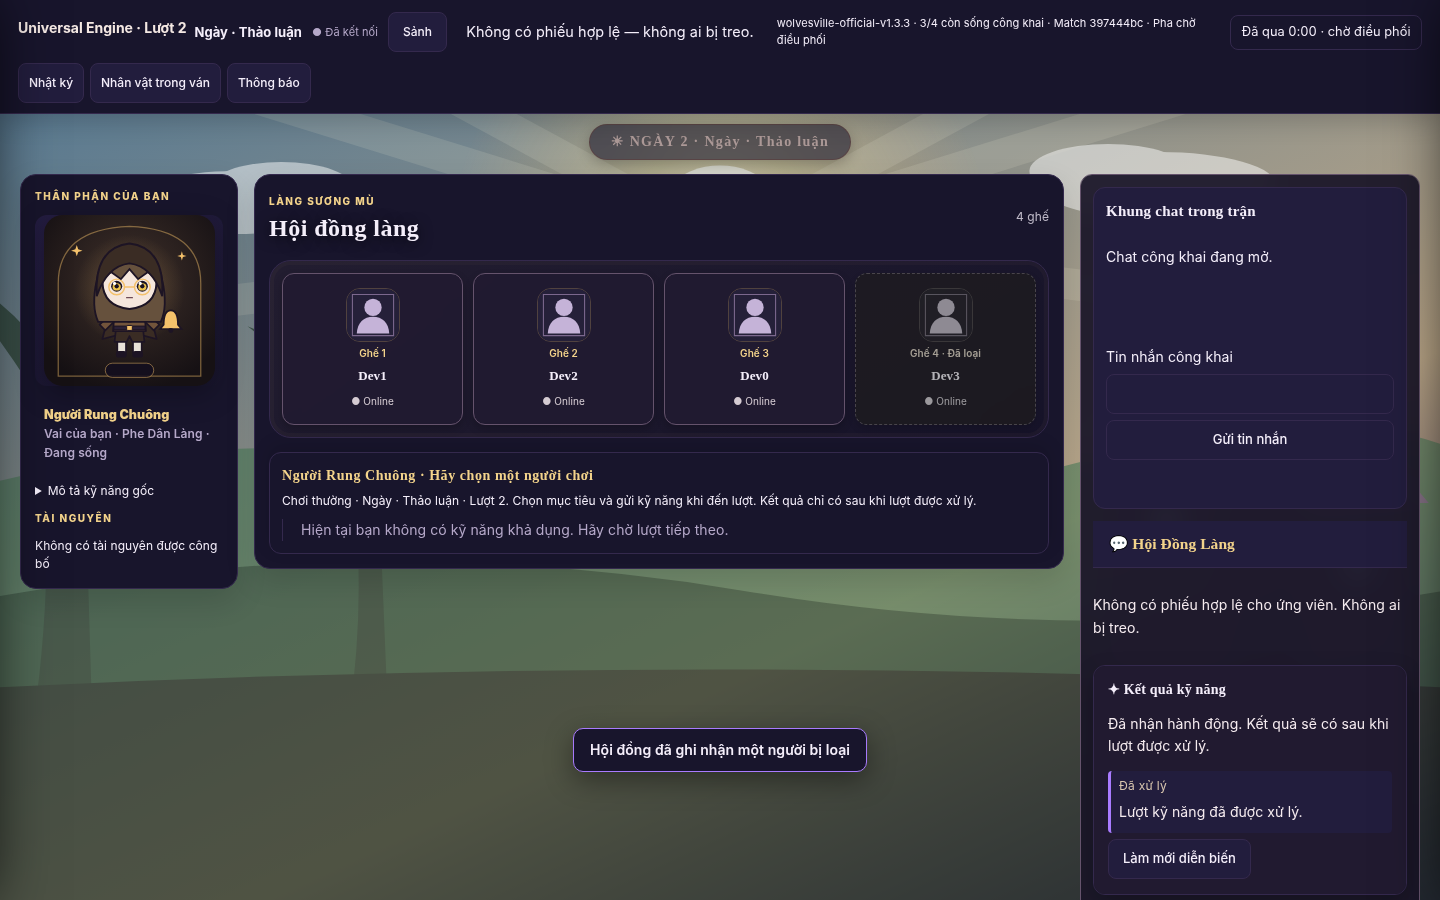 Universal Engine · Lượt 2
Ngày · Thảo luận
Đã kết nối
Sảnh
Không có phiếu hợp lệ — không ai bị treo.
wolvesville-official-v1.3.3 · 3/4 còn sống công khai · Match 397444bc · Pha chờ
điều phối
Đã qua 0:00 · chờ điều phối
Nhật ký
Nhân vật trong ván
Thông báo
☀ NGÀY 2 · Ngày · Thảo luận
THÂN PHẬN CỦA BẠN
Người Rung Chuông
Vai của bạn · Phe Dân Làng ·
Đang sống
▶ Mô tả kỹ năng gốc
TÀI NGUYÊN
Không có tài nguyên được công
bố
LÀNG SƯƠNG MÙ
Hội đồng làng
4 ghế
Ghế 1
Dev1
Online
Ghế 2
Dev2
Online
Ghế 3
Dev0
Online
Ghế 4 · Đã loại
Dev3
Online
Người Rung Chuông · Hãy chọn một người chơi
Chơi thường · Ngày · Thảo luận · Lượt 2. Chọn mục tiêu và gửi kỹ năng khi đến lượt. Kết quả chỉ có sau khi lượt được xử lý.
Hiện tại bạn không có kỹ năng khả dụng. Hãy chờ lượt tiếp theo.
Hội đồng đã ghi nhận một người bị loại
Khung chat trong trận
Chat công khai đang mở.
Tin nhắn công khai
Gửi tin nhắn
💬 Hội Đồng Làng
Không có phiếu hợp lệ cho ứng viên. Không ai
bị treo.
✦ Kết quả kỹ năng
Đã nhận hành động. Kết quả sẽ có sau khi
lượt được xử lý.
Đã xử lý
Lượt kỹ năng đã được xử lý.
Làm mới diễn biến